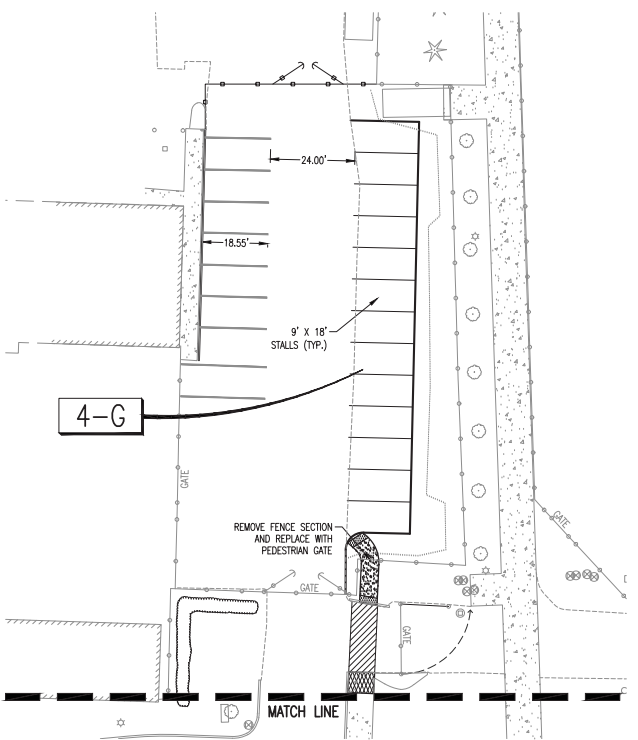 24.00'
18.55'
9' X 18'
STALLS (TYP.)
4-G
GATE
GATE
REMOVE FENCE SECTION
AND REPLACE WITH
PEDESTRIAN GATE
GATE
GATE
MATCH LINE